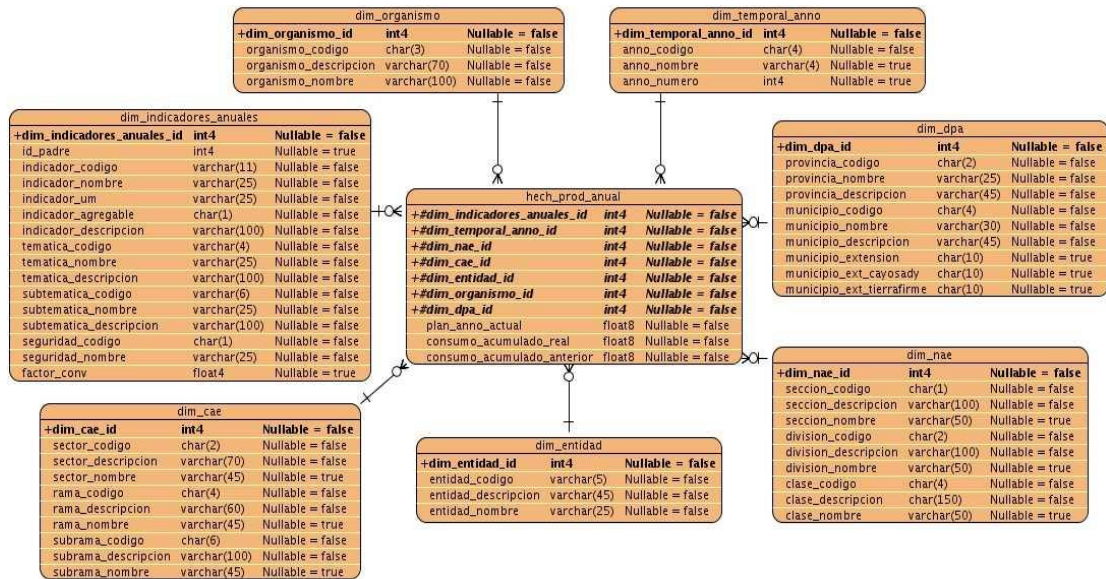 dim_organismo
+dim_organismo_id int4 Nullable = false
organismo_codigo char(3) Nullable = false
organismo_descripcion varchar(70) Nullable = false
organismo_nombre varchar(100) Nullable = false
dim_temporal_anno
+dim_temporal_anno_id int4 Nullable = false
anno_codigo char(4) Nullable = false
anno_nombre varchar(4) Nullable = true
anno_numero int4 Nullable = true
dim_indicadores_anuales
+dim_indicadores_anuales_id int4 Nullable = false
id_padre int4 Nullable = true
indicador_codigo varchar(11) Nullable = false
indicador_nombre varchar(25) Nullable = false
indicador_um varchar(25) Nullable = false
indicador_agregable char(1) Nullable = false
indicador_descripcion varchar(100) Nullable = false
tematica_codigo varchar(4) Nullable = false
tematica_nombre varchar(25) Nullable = false
tematica_descripcion varchar(100) Nullable = false
subtematica_codigo varchar(6) Nullable = false
subtematica_nombre varchar(25) Nullable = false
subtematica_descripcion varchar(100) Nullable = false
seguridad_codigo char(1) Nullable = false
seguridad_nombre varchar(25) Nullable = false
factor_conv float4 Nullable = true
hech_prod_anual
+#dim_indicadores_anuales_id int4 Nullable = false
+#dim_temporal_anno_id int4 Nullable = false
+#dim_nae_id int4 Nullable = false
+#dim_cae_id int4 Nullable = false
+#dim_entidad_id int4 Nullable = false
+#dim_organismo_id int4 Nullable = false
+#dim_dpa_id int4 Nullable = false
plan_anno_actual float8 Nullable = false
consumo_acumulado_real float8 Nullable = false
consumo_acumulado_anterior float8 Nullable = false
dim_dpa
+dim_dpa_id int4 Nullable = false
provincia_codigo char(2) Nullable = false
provincia_nombre varchar(25) Nullable = false
provincia_descripcion varchar(45) Nullable = false
municipio_codigo char(4) Nullable = false
municipio_nombre varchar(30) Nullable = false
municipio_descripcion varchar(45) Nullable = false
municipio_extension char(10) Nullable = true
municipio_ext_cayosady char(10) Nullable = true
municipio_ext_tierrafirme char(10) Nullable = true
dim_cae
+dim_cae_id int4 Nullable = false
sector_codigo char(2) Nullable = false
sector_descripcion varchar(70) Nullable = false
sector_nombre varchar(45) Nullable = true
rama_codigo char(4) Nullable = false
rama_descripcion varchar(60) Nullable = false
rama_nombre varchar(45) Nullable = true
subrama_codigo char(6) Nullable = false
subrama_descripcion varchar(100) Nullable = false
subrama_nombre varchar(45) Nullable = true
dim_entidad
+dim_entidad_id int4 Nullable = false
entidad_codigo varchar(5) Nullable = false
entidad_descripcion varchar(45) Nullable = false
entidad_nombre varchar(25) Nullable = false
dim_nae
+dim_nae_id int4 Nullable = false
seccion_codigo char(1) Nullable = false
seccion_descripcion varchar(100) Nullable = false
seccion_nombre varchar(50) Nullable = true
division_codigo char(2) Nullable = false
division_descripcion varchar(100) Nullable = false
division_nombre varchar(50) Nullable = true
clase_codigo char(4) Nullable = false
clase_descripcion char(150) Nullable = false
clase_nombre varchar(50) Nullable = true